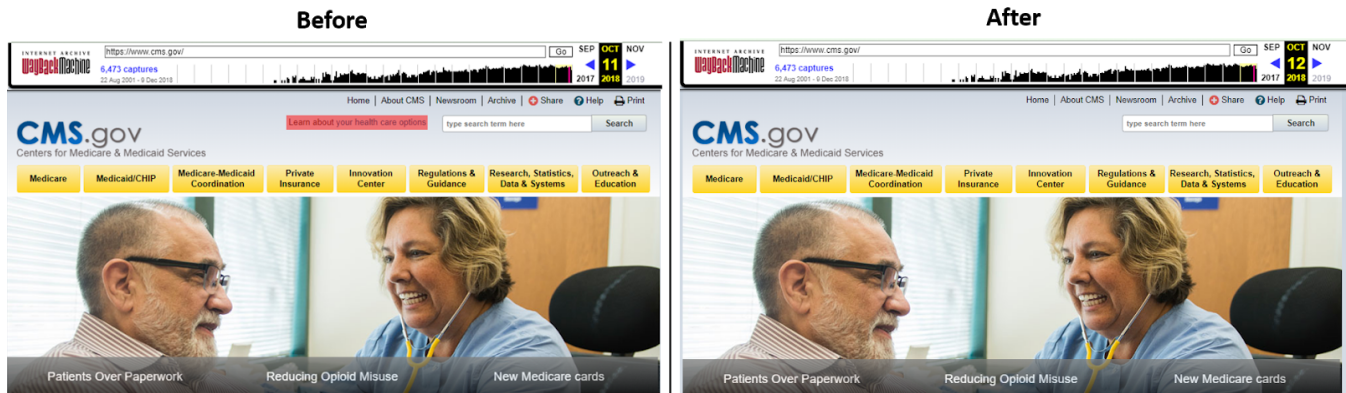 Before
INTERNET ARCHIVE
WayBackMachine
https://www.cms.gov/
Go
SEP OCT NOV
11
6,473 captures
22 Aug 2001 - 9 Dec 2018
2017 2018 2019
Home | About CMS | Newsroom | Archive | Share Help Print
Learn about your health care options
type search term here
Search
CMS.gov
Centers for Medicare & Medicaid Services
Medicare
Medicaid/CHIP
Medicare-Medicaid
Coordination
Private
Insurance
Innovation
Center
Regulations &
Guidance
Research, Statistics,
Data & Systems
Outreach &
Education
Patients Over Paperwork
Reducing Opioid Misuse
New Medicare cards
After
INTERNET ARCHIVE
WayBackMachine
https://www.cms.gov/
Go
SEP OCT NOV
12
6,473 captures
22 Aug 2001 - 9 Dec 2018
2017 2018 2019
Home | About CMS | Newsroom | Archive | Share Help Print
type search term here
Search
CMS.gov
Centers for Medicare & Medicaid Services
Medicare
Medicaid/CHIP
Medicare-Medicaid
Coordination
Private
Insurance
Innovation
Center
Regulations &
Guidance
Research, Statistics,
Data & Systems
Outreach &
Education
Patients Over Paperwork
Reducing Opioid Misuse
New Medicare cards